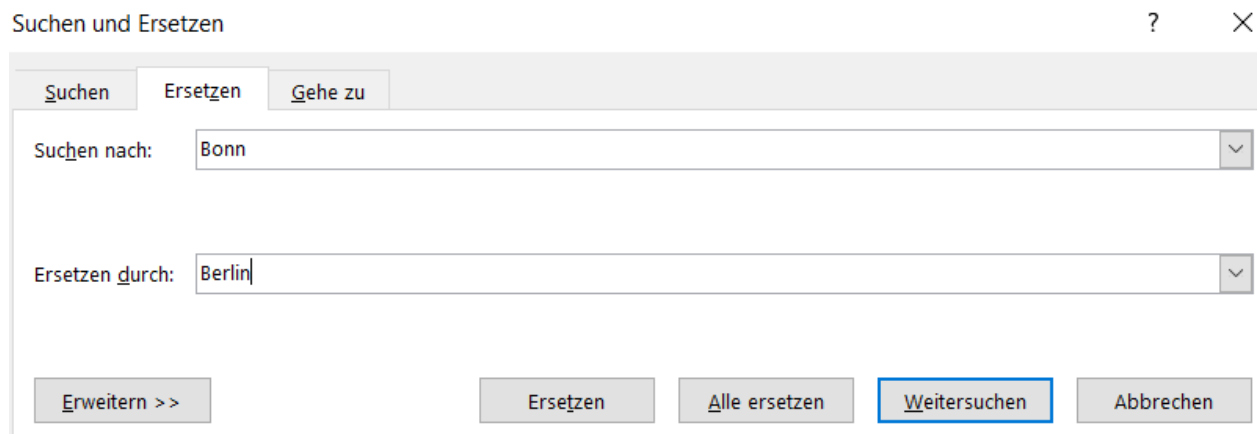 Suchen und Ersetzen ?
Suchen Ersetzen Gehe zu
Suchen nach: Bonn
Ersetzen durch: Berlin
Erweitern >> Ersetzen Alle ersetzen Weitersuchen Abbrechen